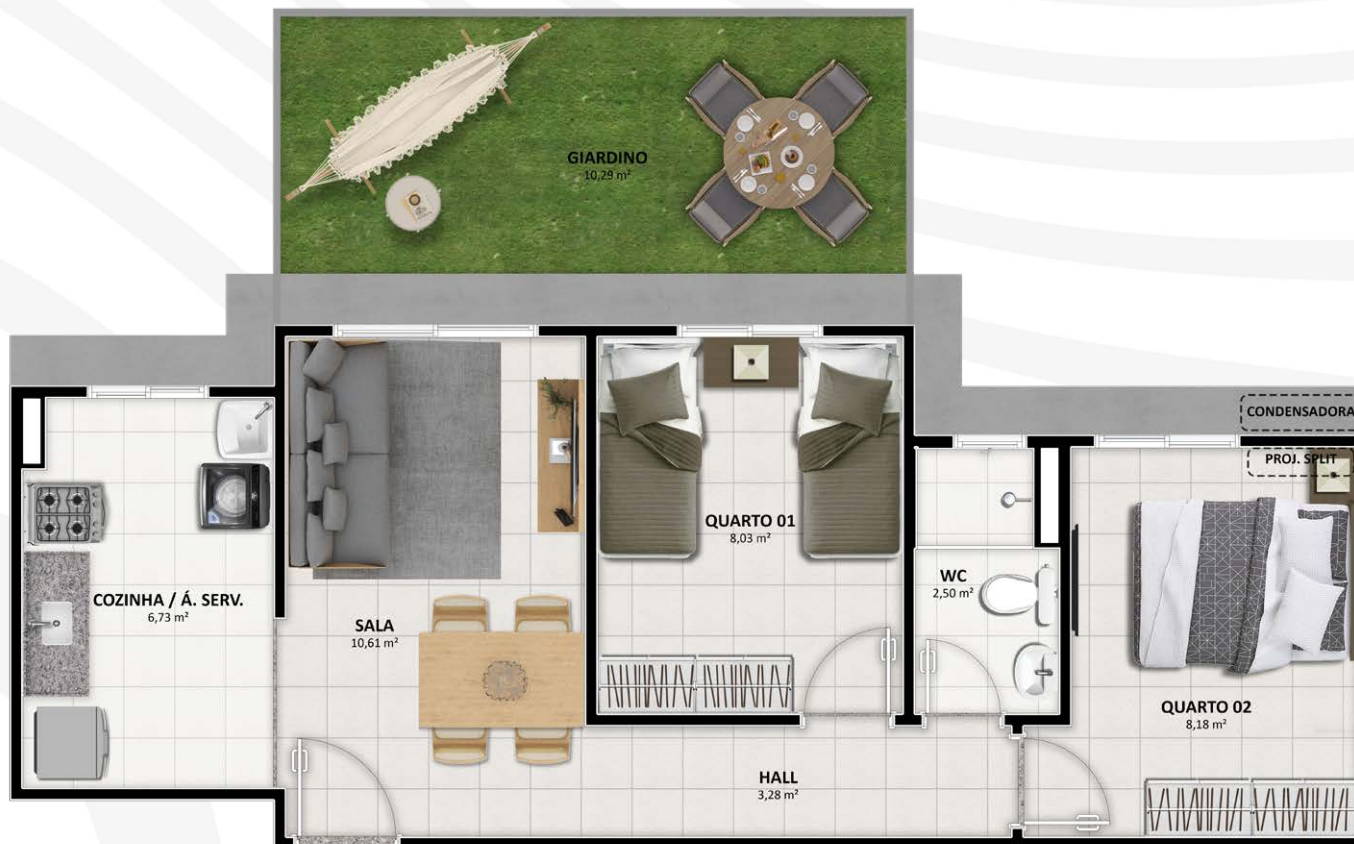 GIARDINO
10,29 m²
CONDENSADORA
PROJ. SPLIT
QUARTO 01
8,03 m²
WC
2,50 m²
COZINHA / Á. SERV.
6,73 m²
SALA
10,61 m²
QUARTO 02
8,18 m²
HALL
3,28 m²